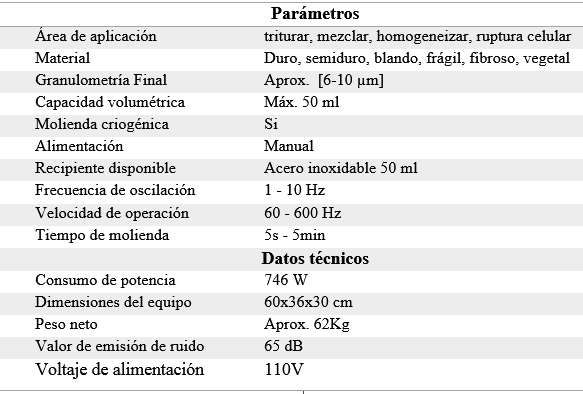 Parámetros
Área de aplicación triturar, mezclar, homogeneizar, ruptura celular
Material Duro, semiduro, blando, frágil, fibroso, vegetal
Granulometría Final Aprox. [6-10 µm]
Capacidad volumétrica Máx. 50 ml
Molienda criogénica Si
Alimentación Manual
Recipiente disponible Acero inoxidable 50 ml
Frecuencia de oscilación 1 - 10 Hz
Velocidad de operación 60 - 600 Hz
Tiempo de molienda 5s - 5min
Datos técnicos
Consumo de potencia 746 W
Dimensiones del equipo 60x36x30 cm
Peso neto Aprox. 62Kg
Valor de emisión de ruido 65 dB
Voltaje de alimentación 110V